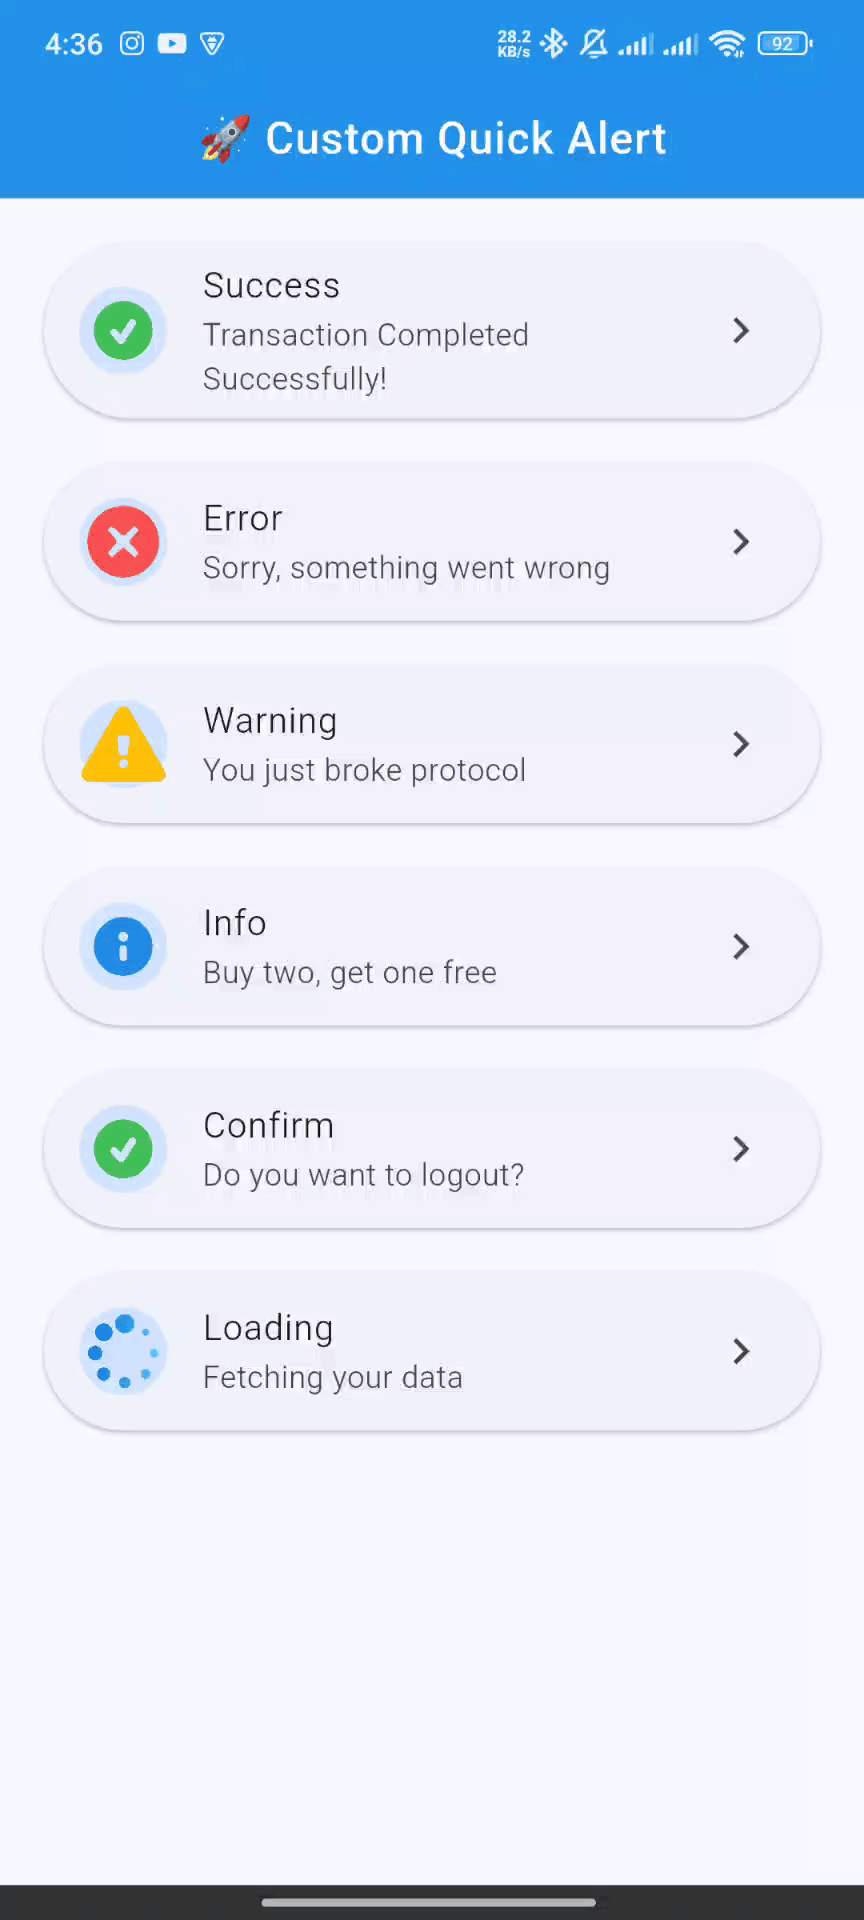 4:36
28.2
KB/s
92
🚀 Custom Quick Alert
Success
Transaction Completed
Successfully!
Error
Sorry, something went wrong
Warning
You just broke protocol
Info
Buy two, get one free
Confirm
Do you want to logout?
Loading
Fetching your data